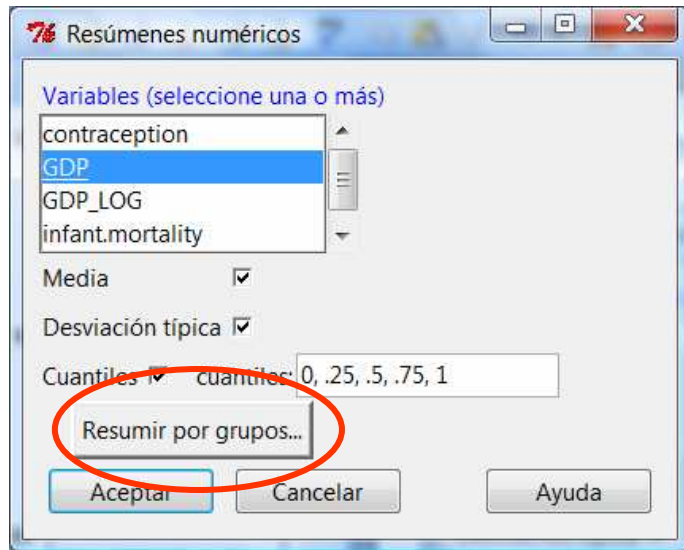 Resúmenes numéricos
Variables (seleccione una o más)
contraception
GDP
GDP_LOG
infant.mortality
Media
Desviación típica
Cuantiles cuantiles: 0, .25, .5, .75, 1
Resumir por grupos...
Aceptar Cancelar Ayuda